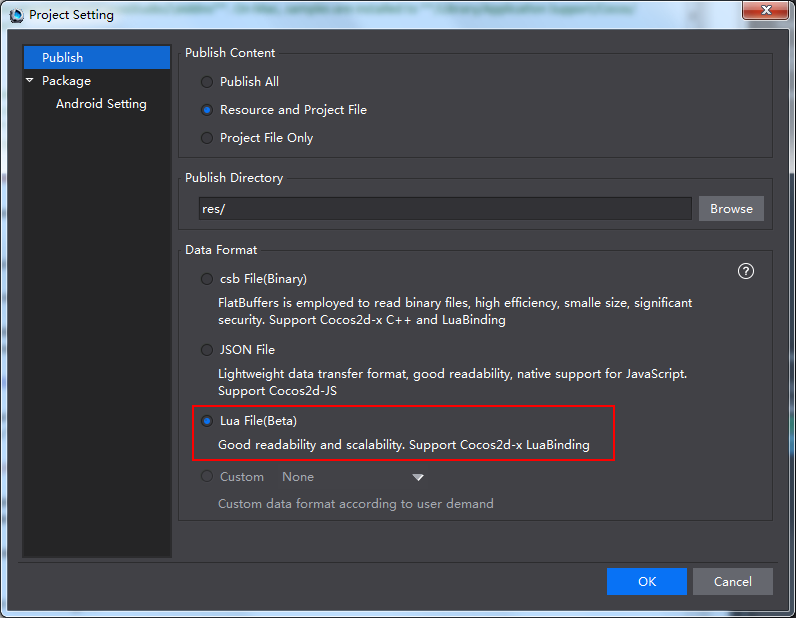 Project Setting
Publish
Package
Android Setting
Publish Content
Publish All
Resource and Project File
Project File Only
Publish Directory
res/
Browse
Data Format
csb File(Binary)
?
FlatBuffers is employed to read binary files, high efficiency, smalle size, significant
security. Support Cocos2d-x C++ and LuaBinding
JSON File
Lightweight data transfer format, good readability, native support for JavaScript.
Support Cocos2d-JS
Lua File(Beta)
Good readability and scalability. Support Cocos2d-x LuaBinding
Custom None
Custom data format according to user demand
OK
Cancel